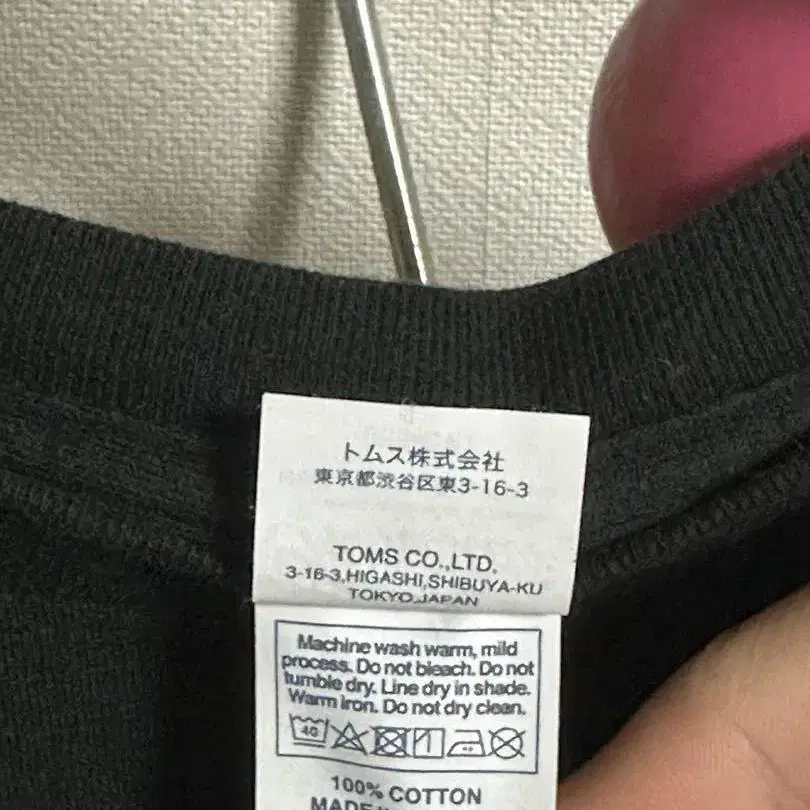 トムス株式会社
東京都渋谷区東3-16-3
TOMS CO.,LTD.
3-16-3,HIGASHI,SHIBUYA-KU
TOKYO.JAPAN
Machine wash warm, mild
process. Do not bleach. Do not
tumble dry. Line dry in shade.
Warm iron. Do not dry clean.
40
100% COTTON
MADE IN